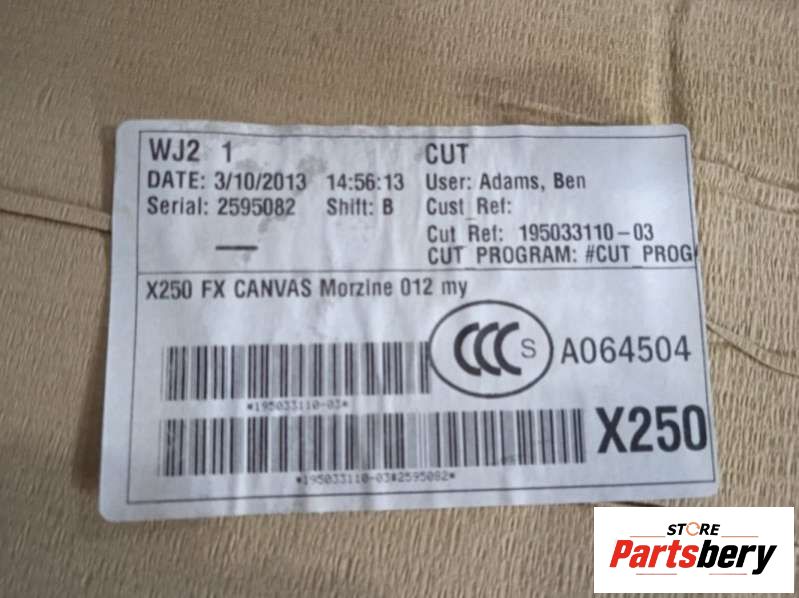 WJ2 1
CUT
DATE: 3/10/2013 14:56:13
User: Adams, Ben
Serial: 2595082 Shift: B
Cust_Ref:
Cut_Ref: 195033110-03
CUT_PROGRAM: #CUT_PROG
X250 FX CANVAS Morzine 012 my
CCC S A064504
*195033110-03*
X250
*195033110-03#2595082*
STORE
Partsbery